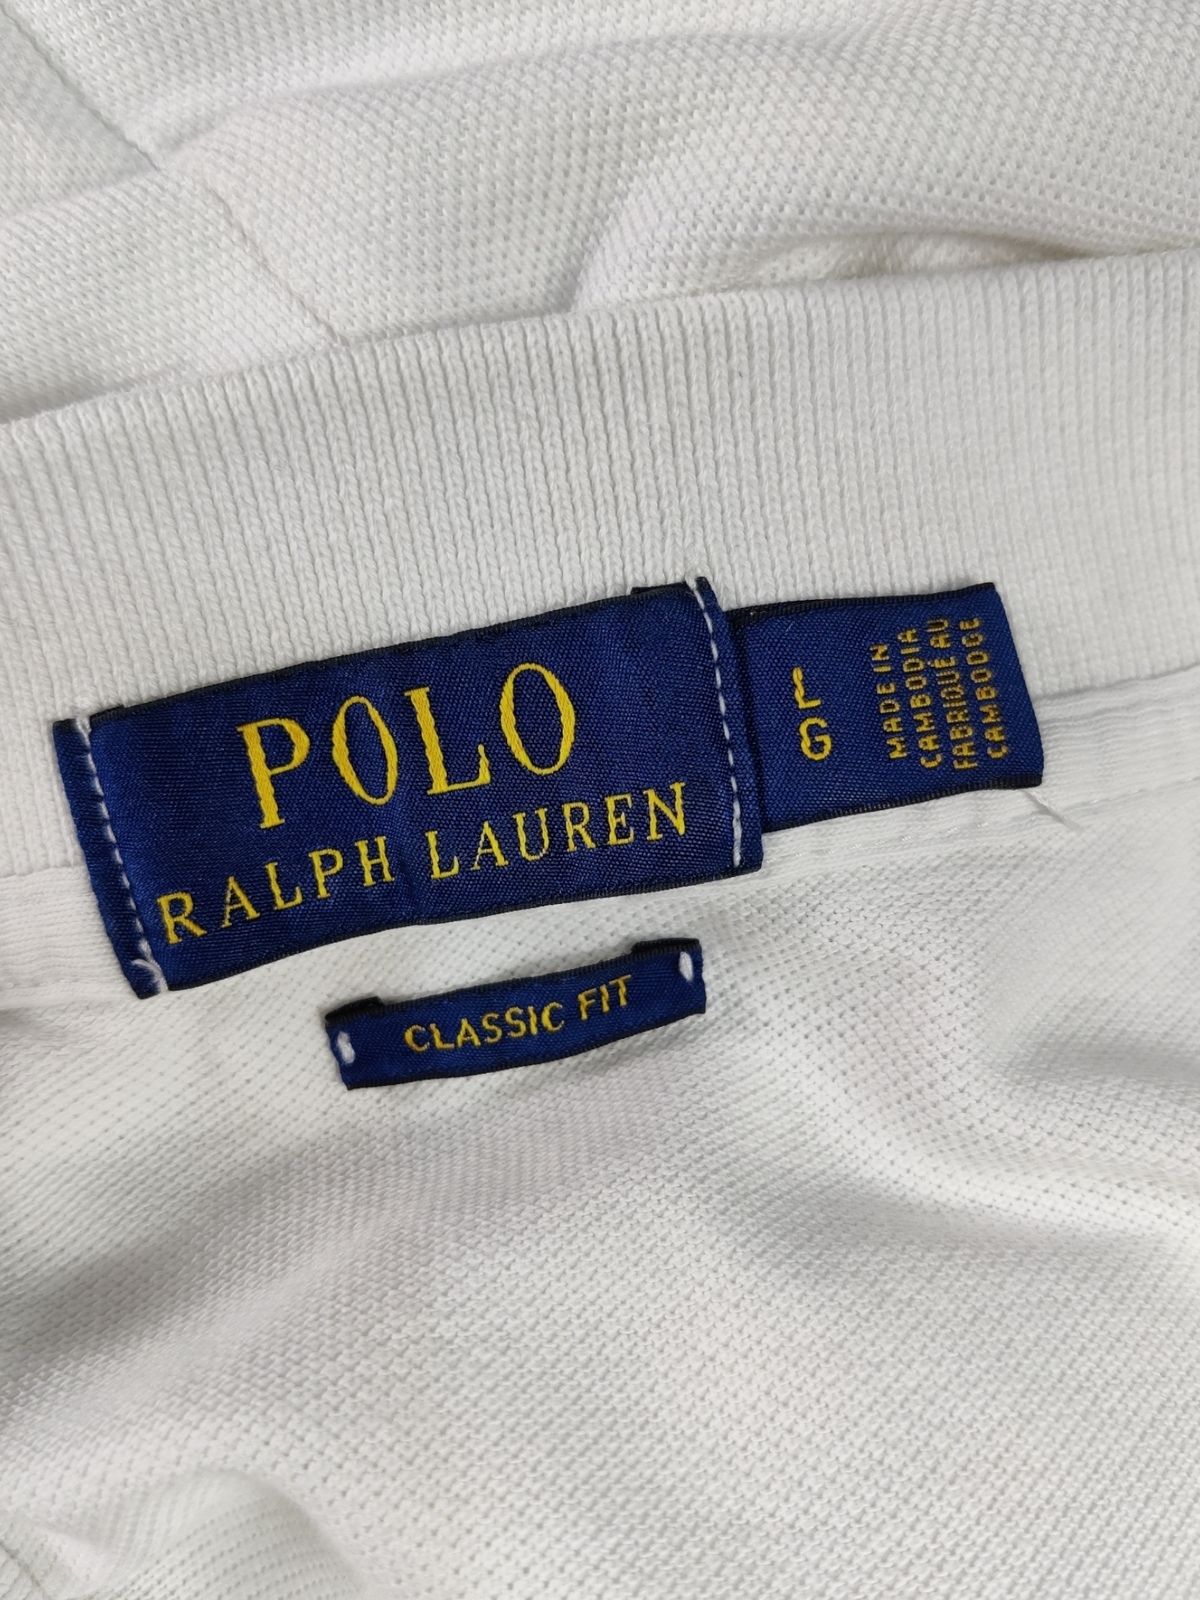 POLO
RALPH LAUREN
L
G
MADE IN
CAMBODIA
FABRIQUÉ AU
CAMBODGE
CLASSIC FIT